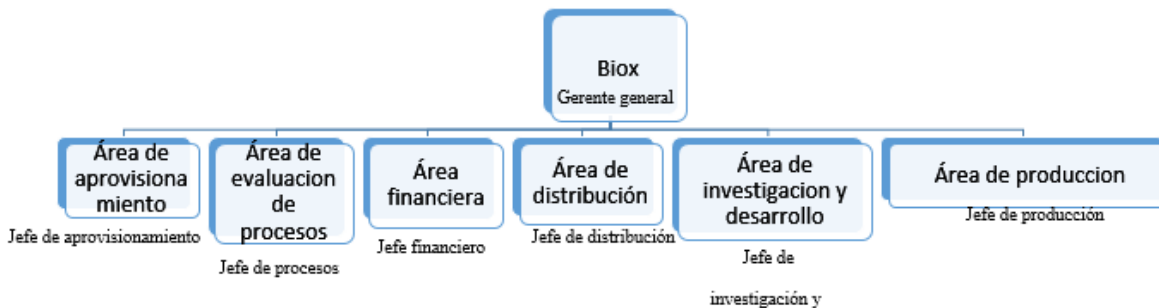 Biox
Gerente general
Área de
aprovisiona
miento
Jefe de aprovisionamiento
Área de
evaluacion
de
procesos
Jefe de procesos
Área
financiera
Jefe financiero
Área de
distribución
Jefe de distribución
Área de
investigacion y
desarrollo
Jefe de
investigación y
Área de produccion
Jefe de producción